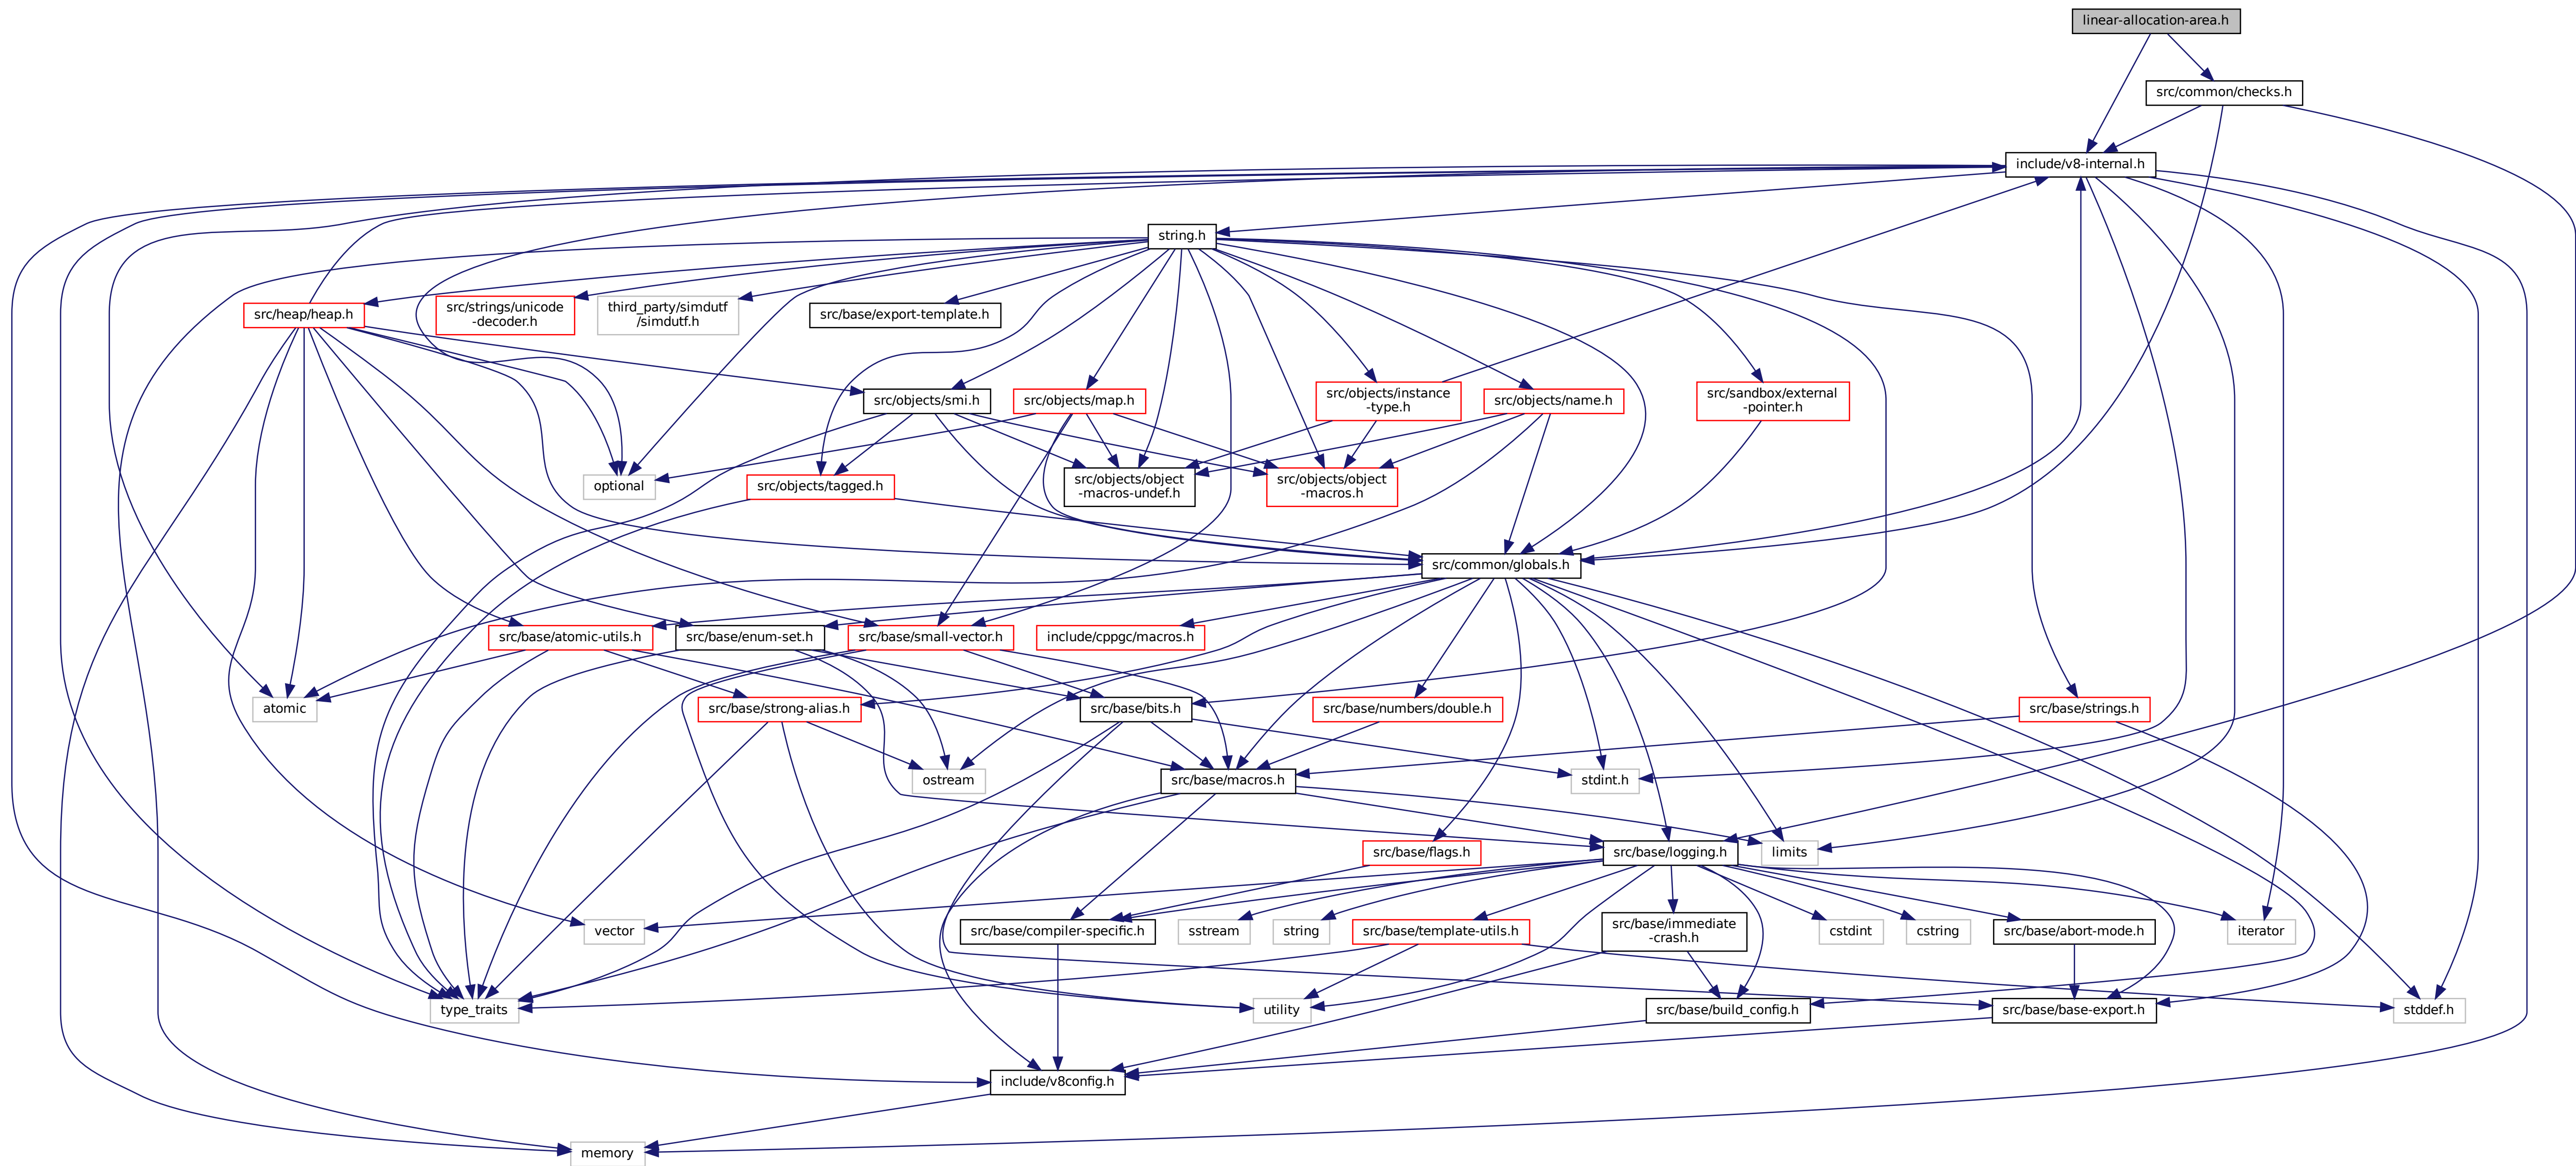 linear-allocation-area.h
src/common/checks.h
include/v8-internal.h
string.h
src/heap/heap.h
src/strings/unicode
-decoder.h
third_party/simdutf
/simdutf.h
src/base/export-template.h
src/objects/smi.h
src/objects/map.h
src/objects/instance
-type.h
src/objects/name.h
src/sandbox/external
-pointer.h
optional
src/objects/tagged.h
src/objects/object
-macros-undef.h
src/objects/object
-macros.h
src/common/globals.h
src/base/atomic-utils.h
src/base/enum-set.h
src/base/small-vector.h
include/cppgc/macros.h
atomic
src/base/strong-alias.h
src/base/bits.h
src/base/numbers/double.h
src/base/strings.h
ostream
src/base/macros.h
stdint.h
src/base/flags.h
src/base/logging.h
limits
vector
src/base/compiler-specific.h
sstream
string
src/base/template-utils.h
src/base/immediate
-crash.h
cstdint
cstring
src/base/abort-mode.h
iterator
type_traits
utility
src/base/build_config.h
src/base/base-export.h
stddef.h
include/v8config.h
memory